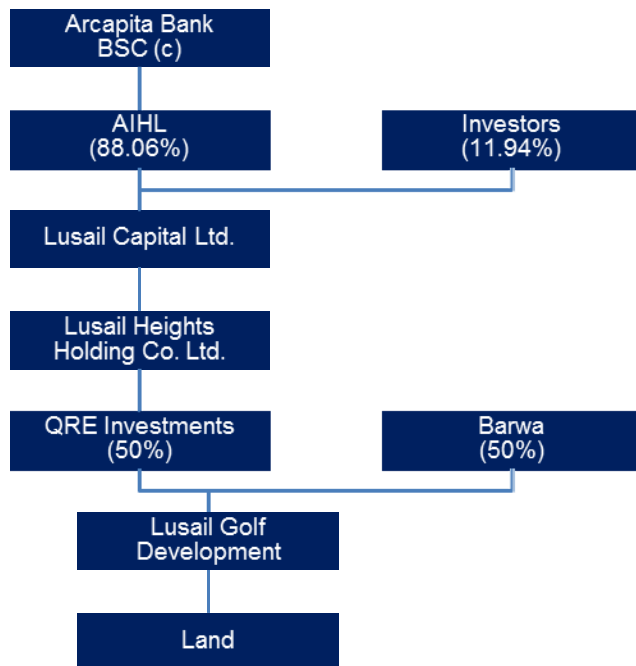 Arcapita Bank
BSC (c)
AIHL
(88.06%)
Investors
(11.94%)
Lusail Capital Ltd.
Lusail Heights
Holding Co. Ltd.
QRE Investments
(50%)
Barwa
(50%)
Lusail Golf
Development
Land